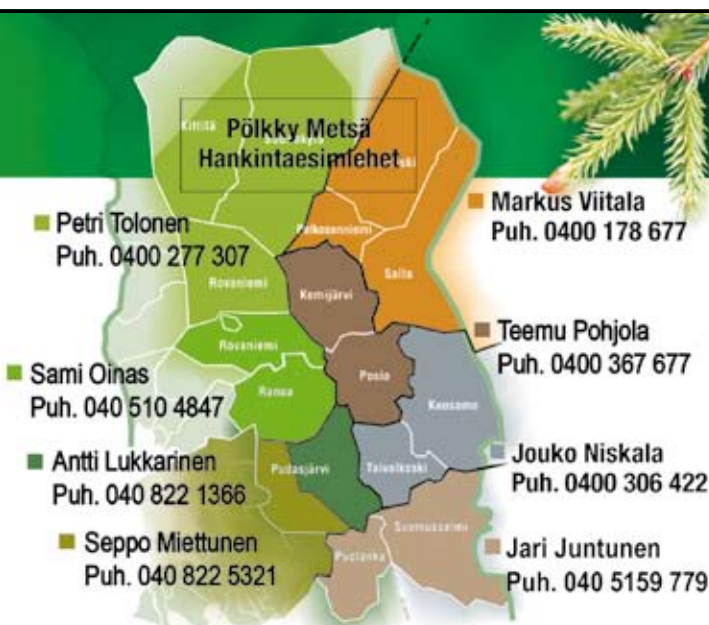 Pölkky Metsä
Hankintaesimiehet
Kittilä
Pelkosenniemi
Salla
Rovaniemi
Kemijärvi
Rovaniemi
Ranua
Posio
Kuusamo
Pudasjärvi
Taivalkoski
Suomussalmi
Puolanka
Petri Tolonen
Puh. 0400 277 307
Sami Oinas
Puh. 040 510 4847
Antti Lukkarinen
Puh. 040 822 1366
Seppo Miettunen
Puh. 040 822 5321
Markus Viitala
Puh. 0400 178 677
Teemu Pohjola
Puh. 0400 367 677
Jouko Niskala
Puh. 0400 306 422
Jari Juntunen
Puh. 040 5159 779